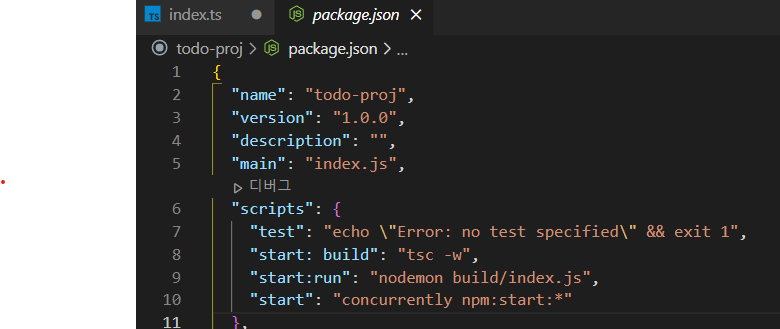 TS index.ts ● package.json ×
todo-proj > package.json > ...
1 {
2 "name": "todo-proj",
3 "version": "1.0.0",
4 "description": "",
5 "main": "index.js",
▷ 디버그
6 "scripts": {
7 "test": "echo \"Error: no test specified\" && exit 1",
8 "start: build": "tsc -w",
9 "start:run": "nodemon build/index.js",
10 "start": "concurrently npm:start:*"
11 },